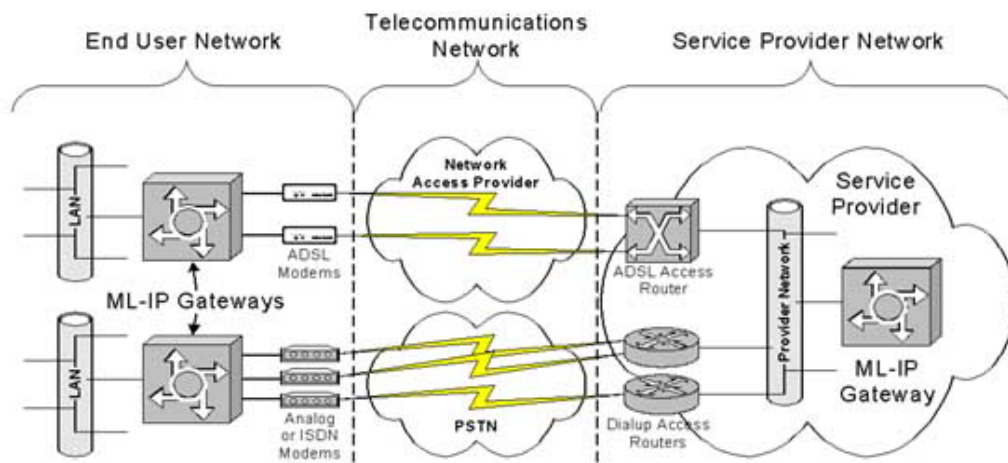 End User Network
Telecommunications
Network
Service Provider Network
LAN
ADSL
Modems
Network
Access Provider
ADSL Access
Router
Service
Provider
Provider Network
ML-IP
Gateway
ML-IP Gateways
LAN
Analog
or ISDN
Modems
PSTN
Dialup Access
Routers